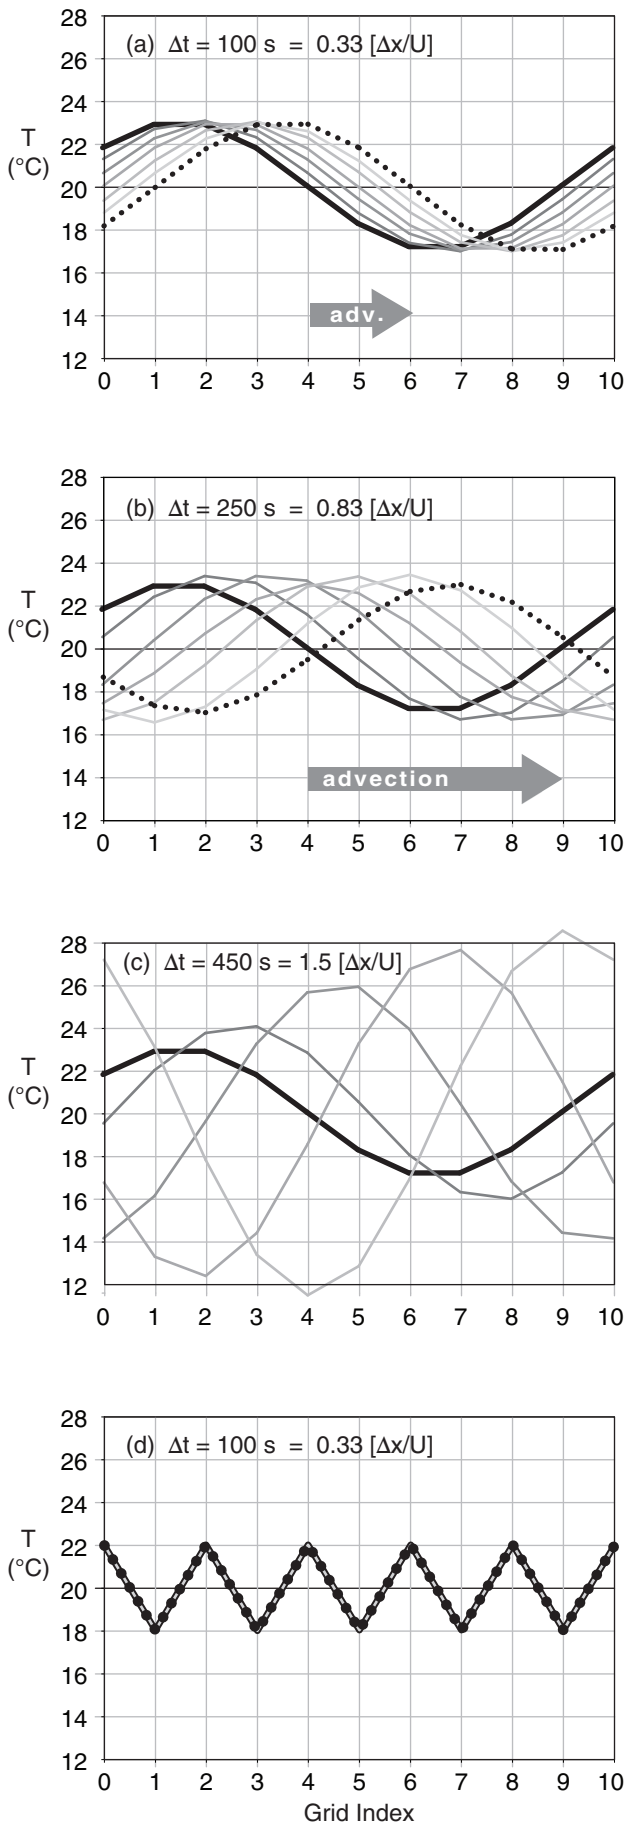 28
(a) Δt = 100 s = 0.33 [Δx/U]
26
24
T
(°C)
22
20
18
16
adv.
14
12
0 1 2 3 4 5 6 7 8 9 10
28
(b) Δt = 250 s = 0.83 [Δx/U]
26
24
T
(°C)
22
20
18
16
advection
14
12
0 1 2 3 4 5 6 7 8 9 10
28
(c) Δt = 450 s = 1.5 [Δx/U]
26
24
T
(°C)
22
20
18
16
14
12
0 1 2 3 4 5 6 7 8 9 10
28
(d) Δt = 100 s = 0.33 [Δx/U]
26
24
T
(°C)
22
20
18
16
14
12
0 1 2 3 4 5 6 7 8 9 10
Grid Index